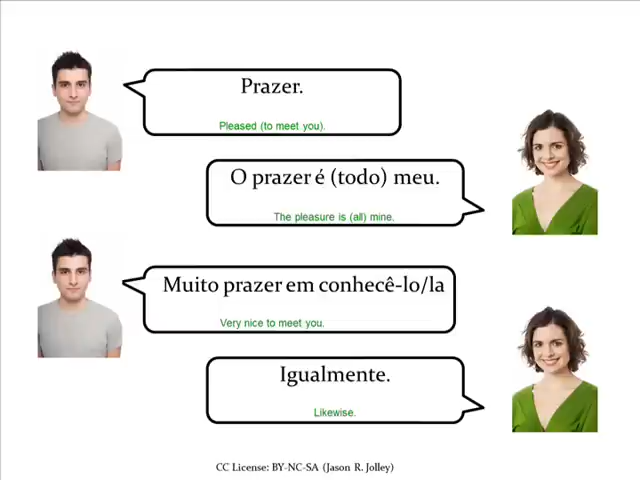 Prazer.
Pleased (to meet you).
O prazer é (todo) meu.
The pleasure is (all) mine.
Muito prazer em conhecê-lo/la
Very nice to meet you.
Igualmente.
Likewise.
CC License: BY-NC-SA (Jason R. Jolley)